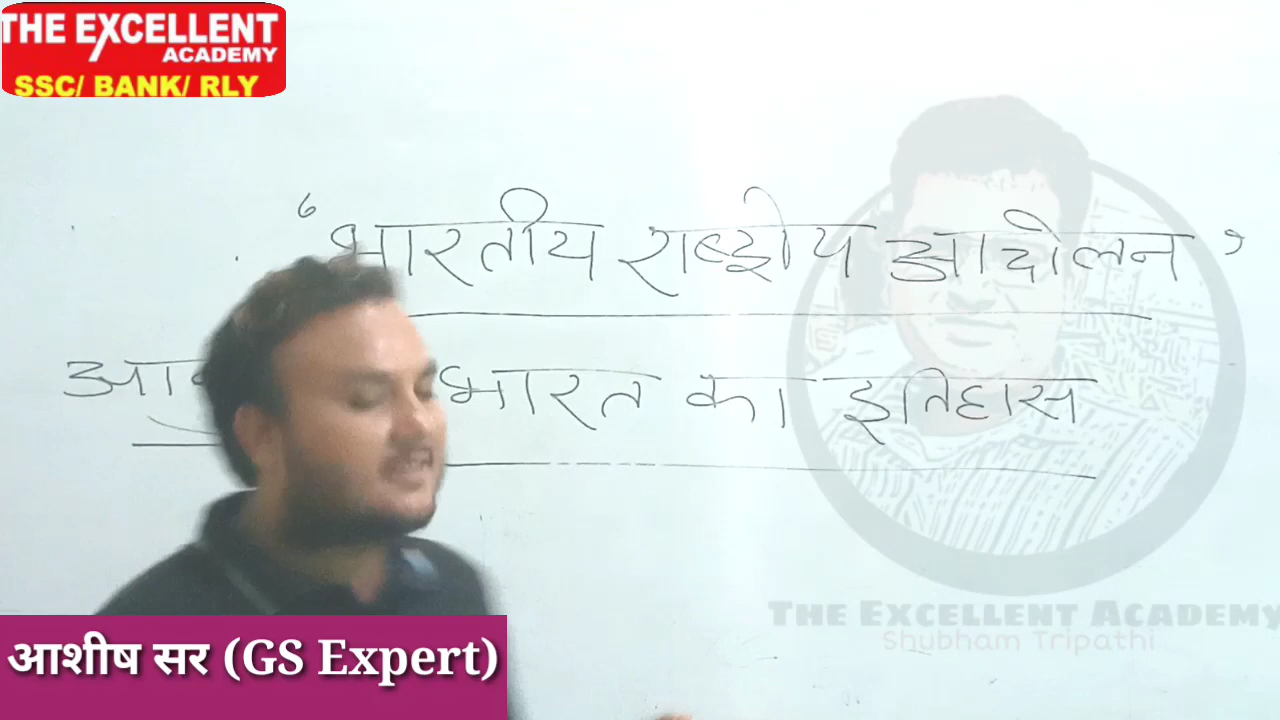 THE EXCELLENT
ACADEMY
SSC/ BANK/ RLY
‘भारतीय राष्ट्रीय आंदोलन’
भारत का इतिहास
THE EXCELLENT ACADEMY
Shubham Tripathi
आशीष सर (GS Expert)